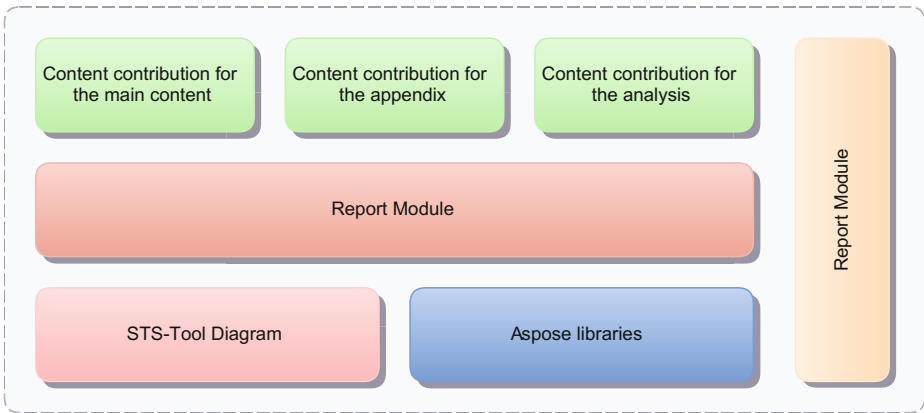 Content contribution for
the main content
Content contribution for
the appendix
Content contribution for
the analysis
Report Module
Report Module
STS-Tool Diagram
Aspose libraries